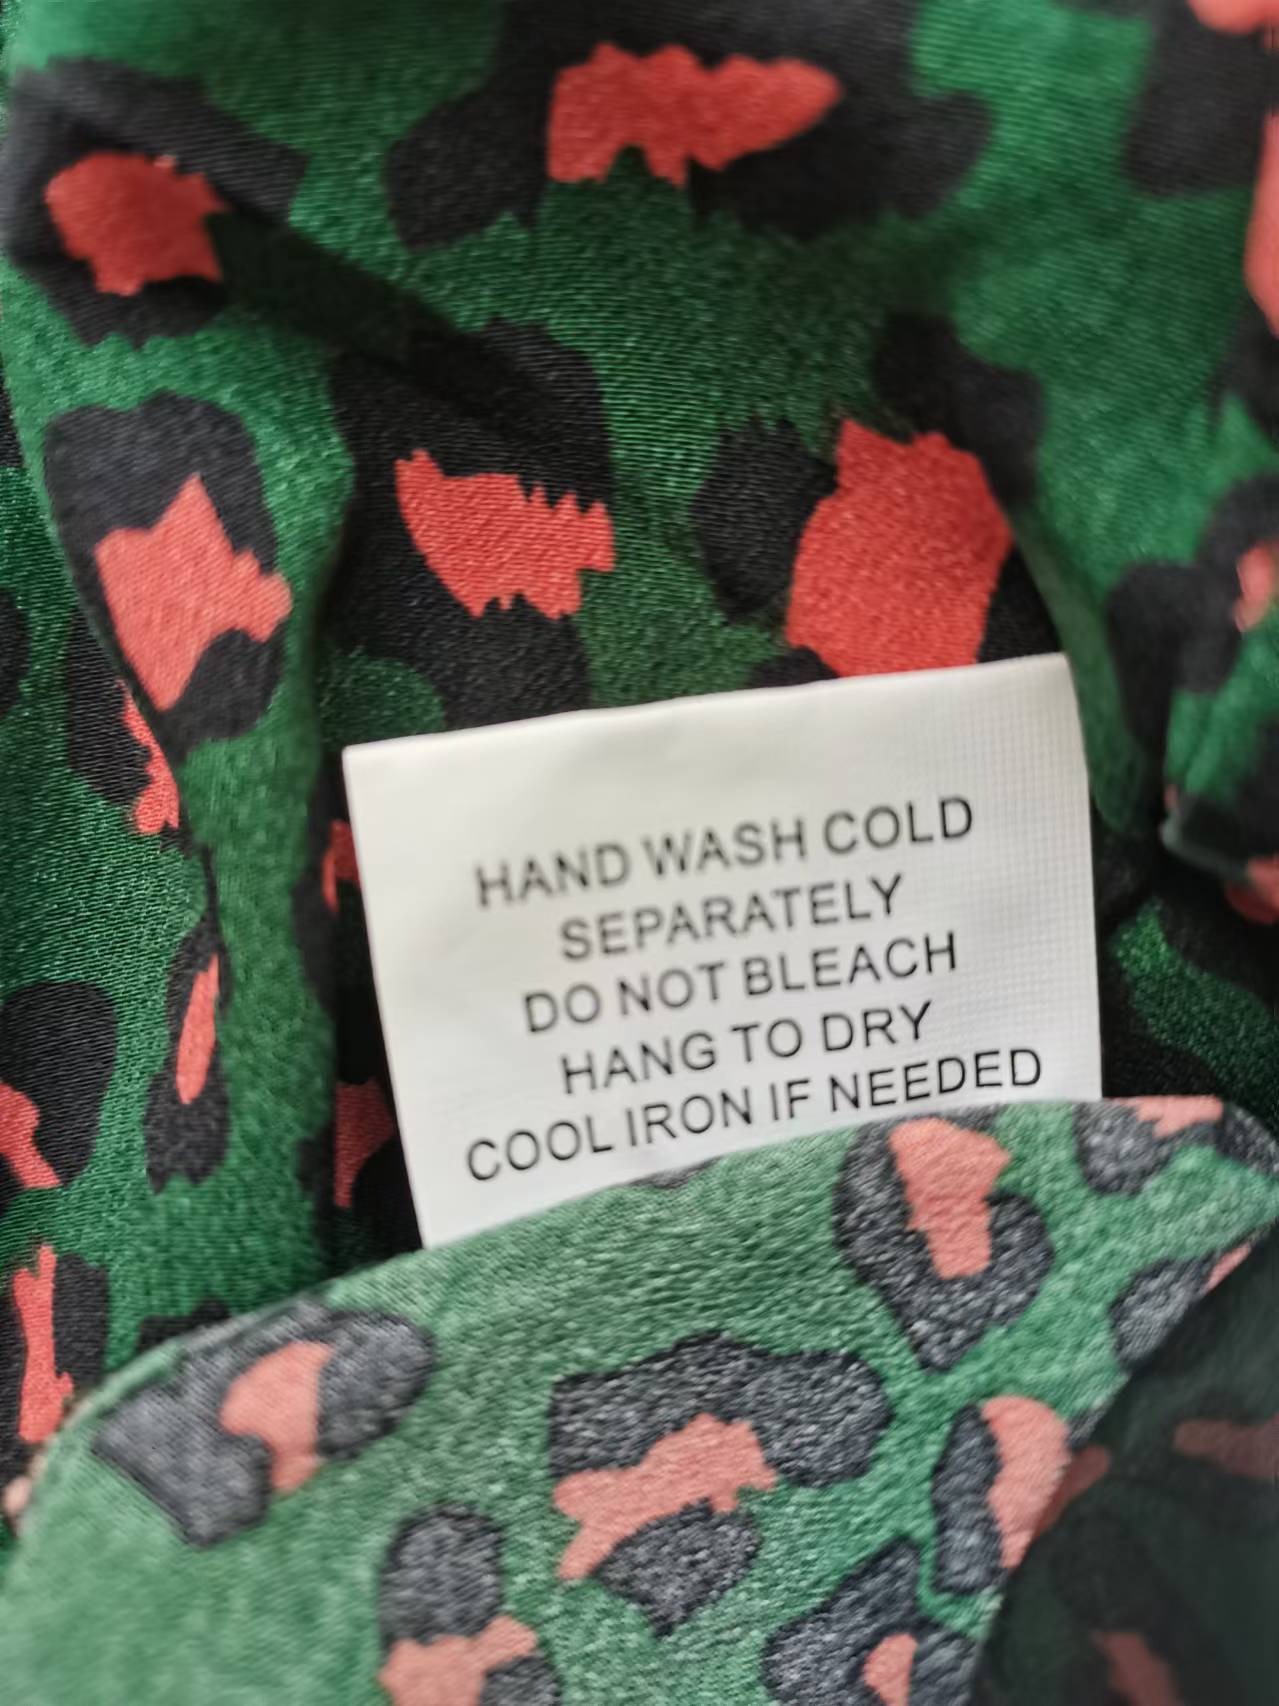 HAND WASH COLD
SEPARATELY
DO NOT BLEACH
HANG TO DRY
COOL IRON IF NEEDED